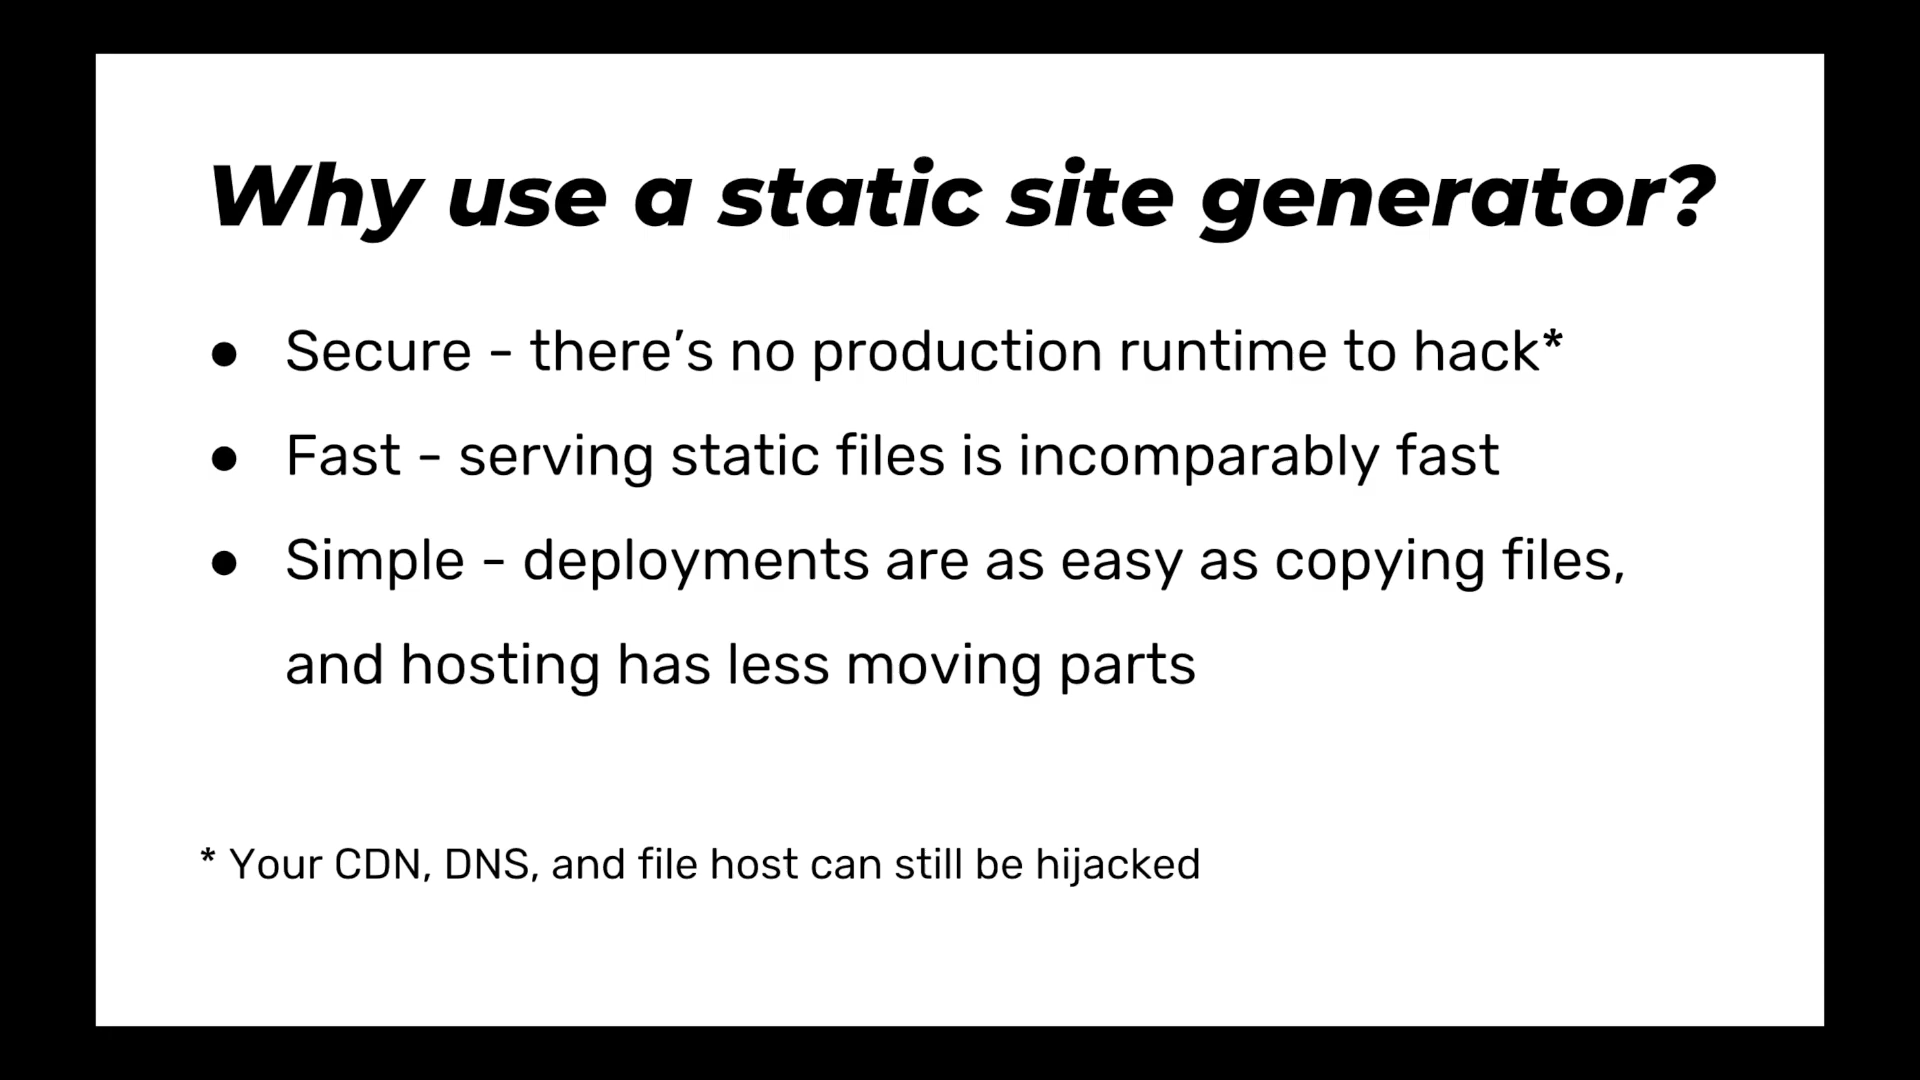 Why use a static site generator?
● Secure - there’s no production runtime to hack*
● Fast - serving static files is incomparably fast
● Simple - deployments are as easy as copying files,
and hosting has less moving parts
* Your CDN, DNS, and file host can still be hijacked